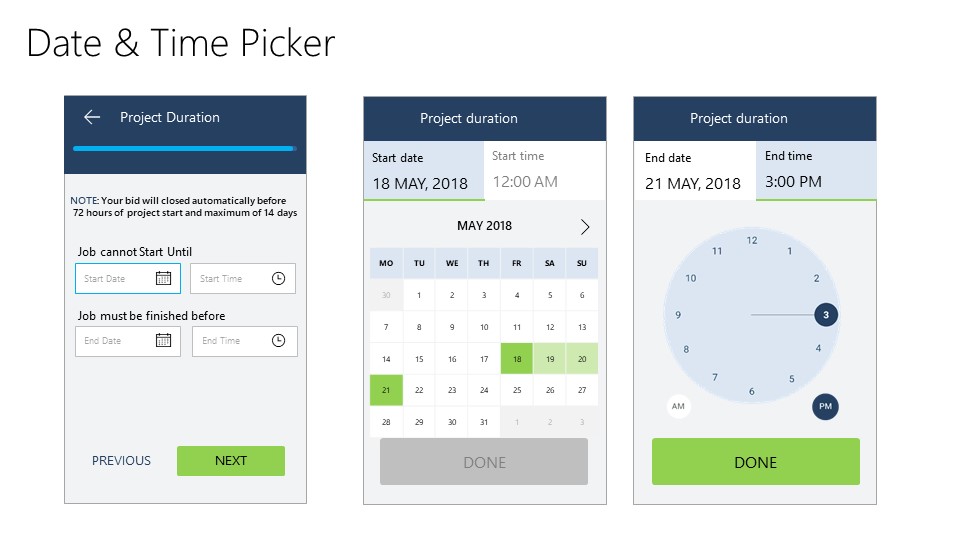 Date & Time Picker
Project Duration
NOTE: Your bid will closed automatically before
72 hours of project start and maximum of 14 days
Job cannot Start Until
Start Date
Start Time
Job must be finished before
End Date
End Time
PREVIOUS
NEXT
Project duration
Start date
Start time
18 MAY, 2018
12:00 AM
MAY 2018
MO TU WE TH FR SA SU
30 1 2 3 4 5 6
7 8 9 10 11 12 13
14 15 16 17 18 19 20
21 22 23 24 25 26 27
28 29 30 31 1 2 3
DONE
Project duration
End date
End time
21 MAY, 2018
3:00 PM
12
11
1
10
2
9
3
8
4
7
5
6
AM
PM
DONE